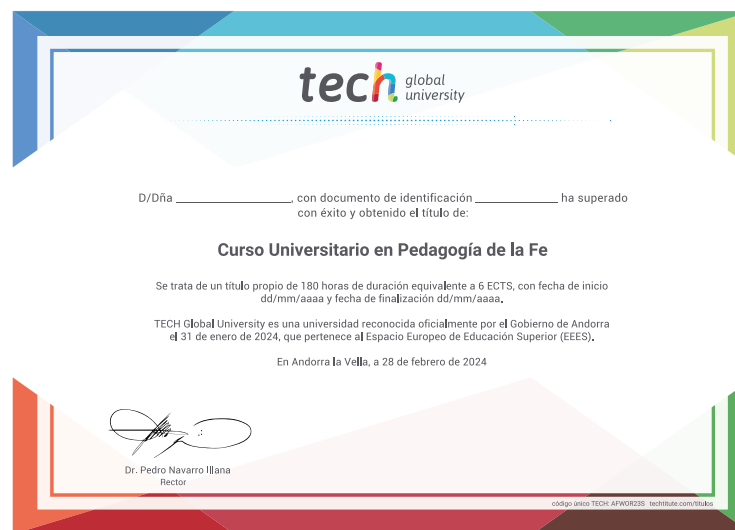 tech global
university
D/Dña ______________, con documento de identificación __________ ha superado
con éxito y obtenido el título de:
Curso Universitario en Pedagogía de la Fe
Se trata de un título propio de 180 horas de duración equivalente a 6 ECTS, con fecha de inicio
dd/mm/aaaa y fecha de finalización dd/mm/aaaa.
TECH Global University es una universidad reconocida oficialmente por el Gobierno de Andorra
el 31 de enero de 2024, que pertenece al Espacio Europeo de Educación Superior (EEES).
En Andorra la Vella, a 28 de febrero de 2024
Dr. Pedro Navarro Illana
Rector
código único TECH: AFWOR23S techtitute.com/titulos